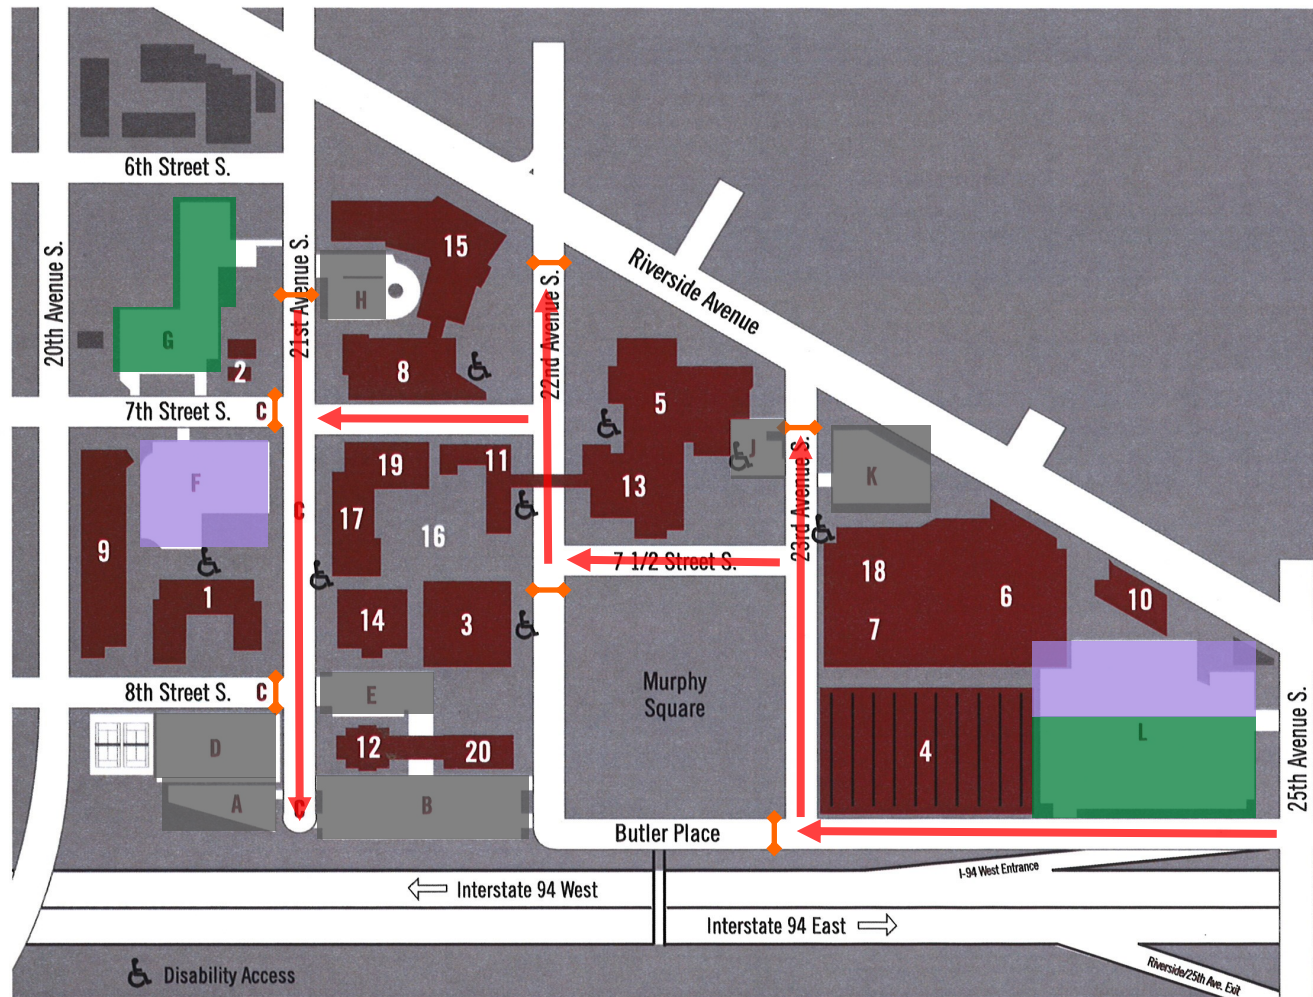 6th Street S.
20th Avenue S.
21st Avenue S.
22nd Avenue S.
Riverside Avenue
15
H
G
2
8
7th Street S.
C
5
J
23rd Avenue S.
K
F
19
11
17
C
16
13
9
7 1/2 Street S.
18
6
1
10
14
3
7
8th Street S.
C
E
Murphy
Square
D
12
20
4
L
25th Avenue S.
A
C
B
Butler Place
I-94 West Entrance
Interstate 94 West
Interstate 94 East
Riverside/25th Ave. Exit
Disability Access